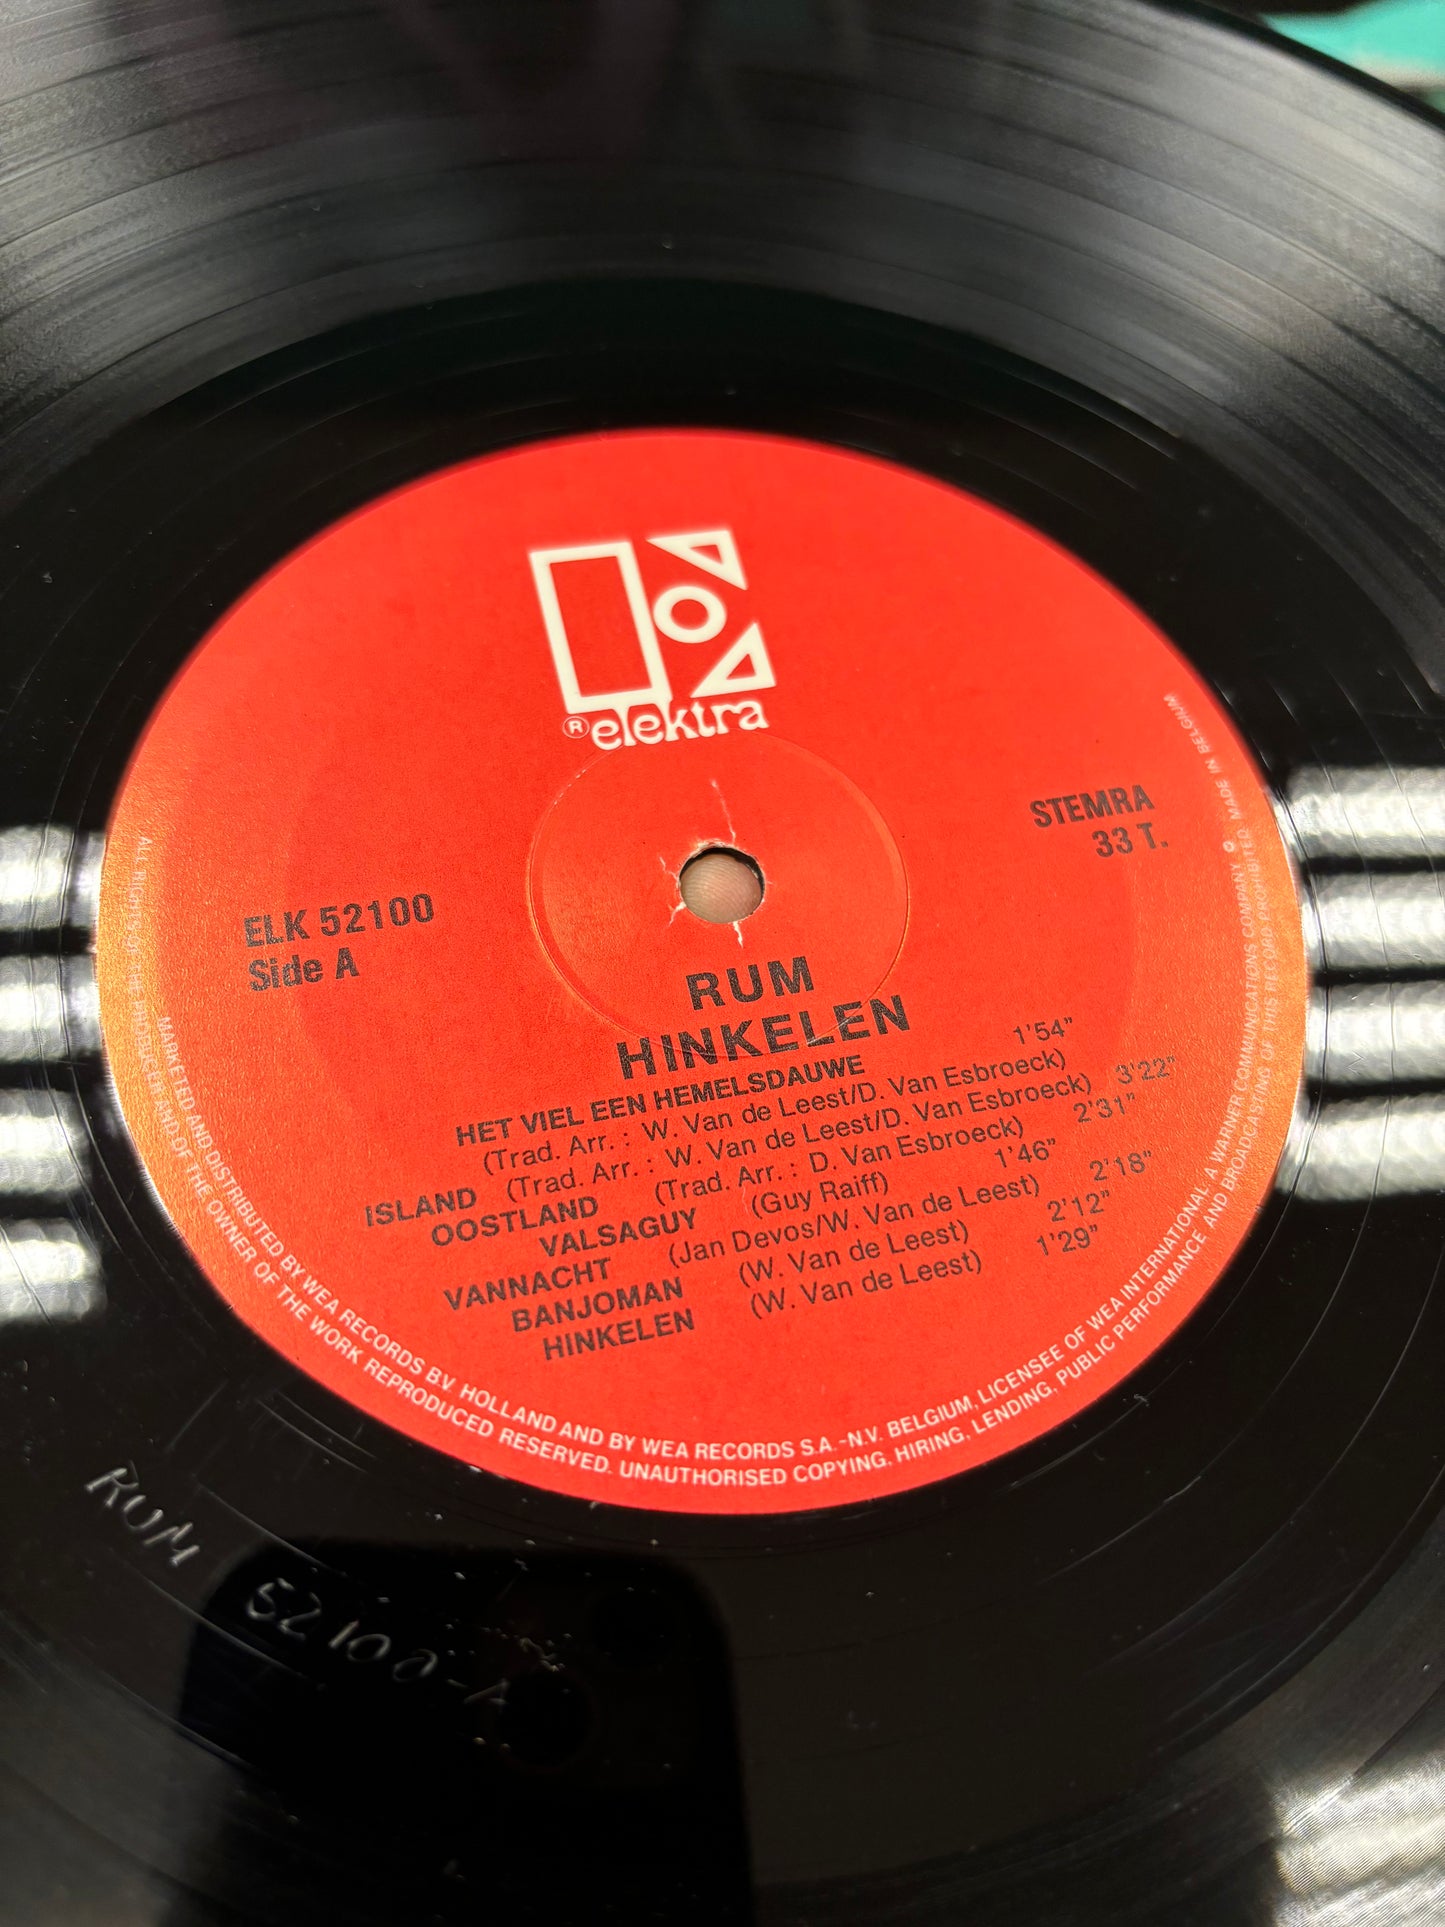 ® elektra
STEMRA
33 T.
ELK 52100
Side A
RUM
HINKELEN
HET VIEL EEN HEMELSDAUWE 1'54"
(Trad. Arr. : W. Van de Leest/D. Van Esbroeck)
ISLAND (Trad. Arr. : W. Van de Leest/D. Van Esbroeck) 3'22"
OOSTLAND (Trad. Arr. : D. Van Esbroeck) 2'31"
VALSAGUY (Guy Raiff) 1'46"
VANNACHT (Jan Devos/W. Van de Leest) 2'18"
BANJOMAN (W. Van de Leest) 2'12"
HINKELEN (W. Van de Leest) 1'29"
MARKETED AND DISTRIBUTED BY WEA RECORDS B.V. HOLLAND AND BY WEA RECORDS S.A.-N.V. BELGIUM, LICENSEE OF WEA INTERNATIONAL, A WARNER COMMUNICATIONS COMPANY MADE IN BELGIUM
ALL RIGHTS OF THE PRODUCER AND OF THE OWNER OF THE WORK REPRODUCED RESERVED. UNAUTHORISED COPYING, HIRING, LENDING, PUBLIC PERFORMANCE AND BROADCASTING OF THIS RECORD PROHIBITED
RUM 52100-A